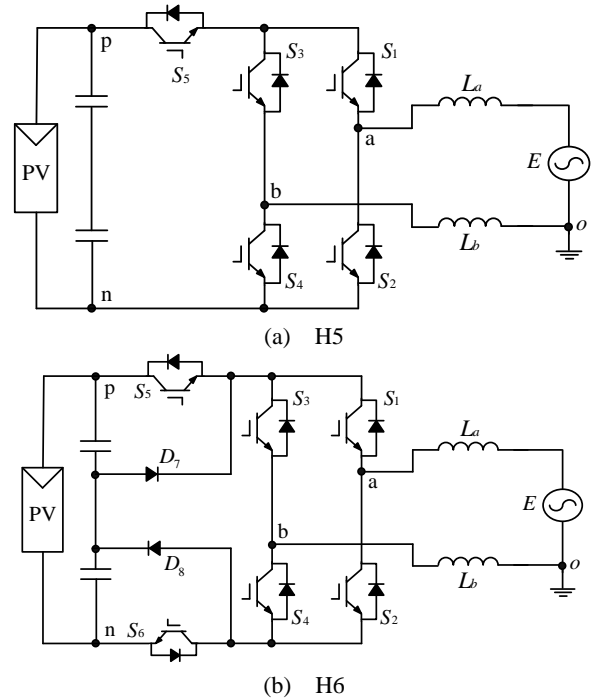 p
S5
S3
S1
La
PV
a
E
b
o
Lb
S4
S2
n
(a) H5
p
S5
S3
S1
La
D7
a
PV
E
b
D8
o
Lb
S4
S2
n
S6
(b) H6